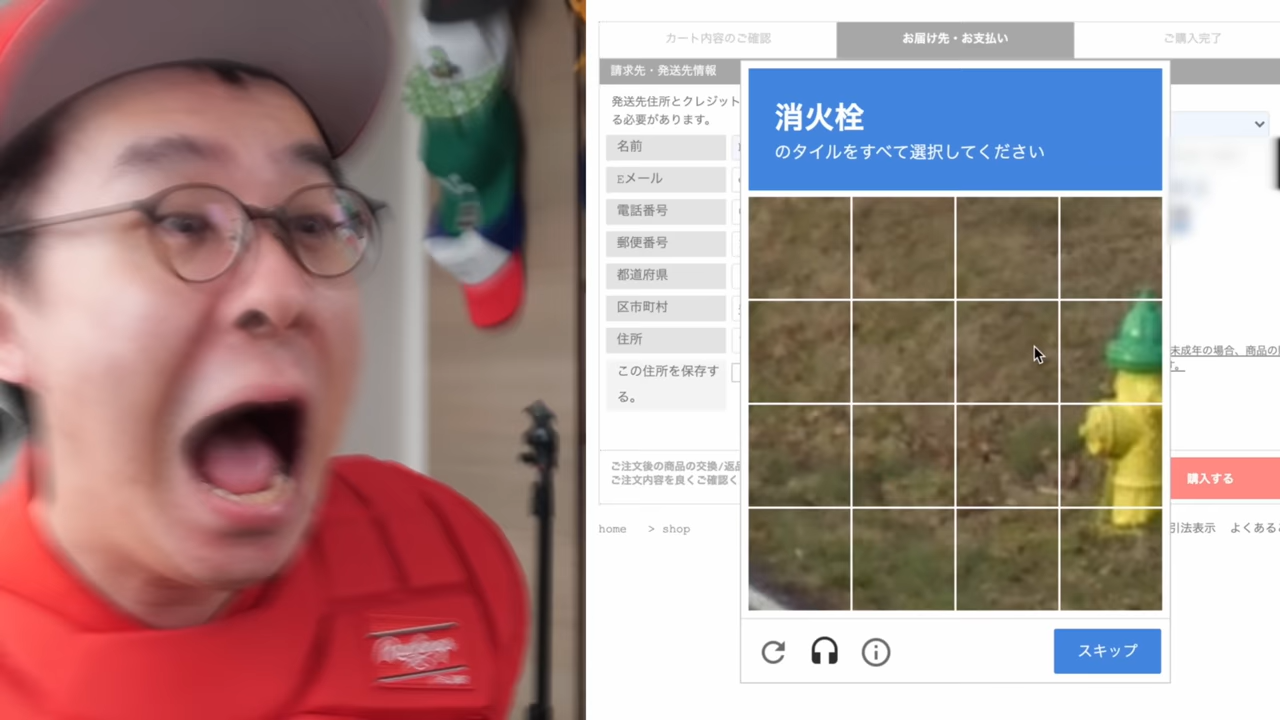 カート内容のご確認
お届け先・お支払い
ご購入完了
請求先・発送先情報
発送先住所とクレジット
る必要があります。
名前
Eメール
電話番号
郵便番号
都道府県
区市町村
住所
この住所を保存す
る。
消火栓
のタイルをすべて選択してください
未成年の場合、商品の
す。
ご注文後の商品の交換/返品
ご注文内容を良くご確認く
購入する
home > shop
引法表示 よくある
スキップ
Rawlings